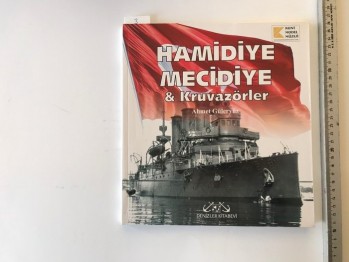 HAMİDİYE
MECİDİYE
& Kruvazörler
Ahmet Güleryüz
DENİZLER KİTABEVİ